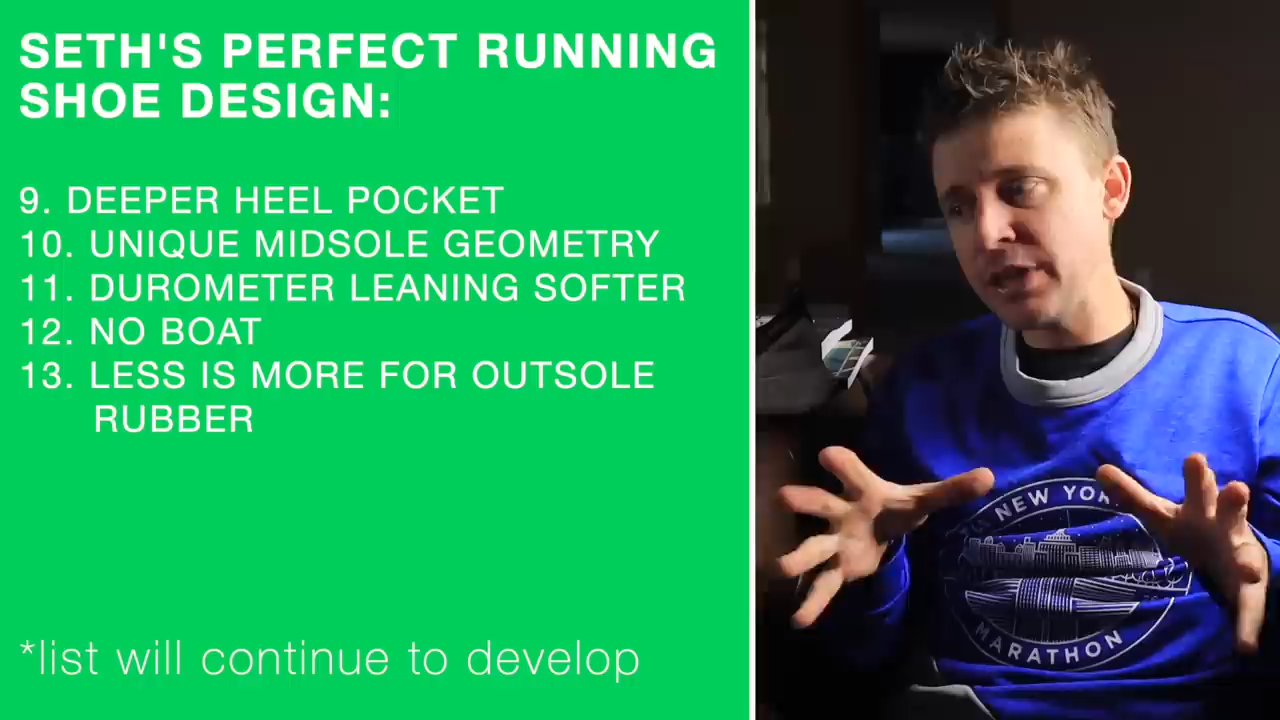 SETH'S PERFECT RUNNING
SHOE DESIGN:
9. DEEPER HEEL POCKET
10. UNIQUE MIDSOLE GEOMETRY
11. DUROMETER LEANING SOFTER
12. NO BOAT
13. LESS IS MORE FOR OUTSOLE
RUBBER
*list will continue to develop
NEW YOR
MARATHON